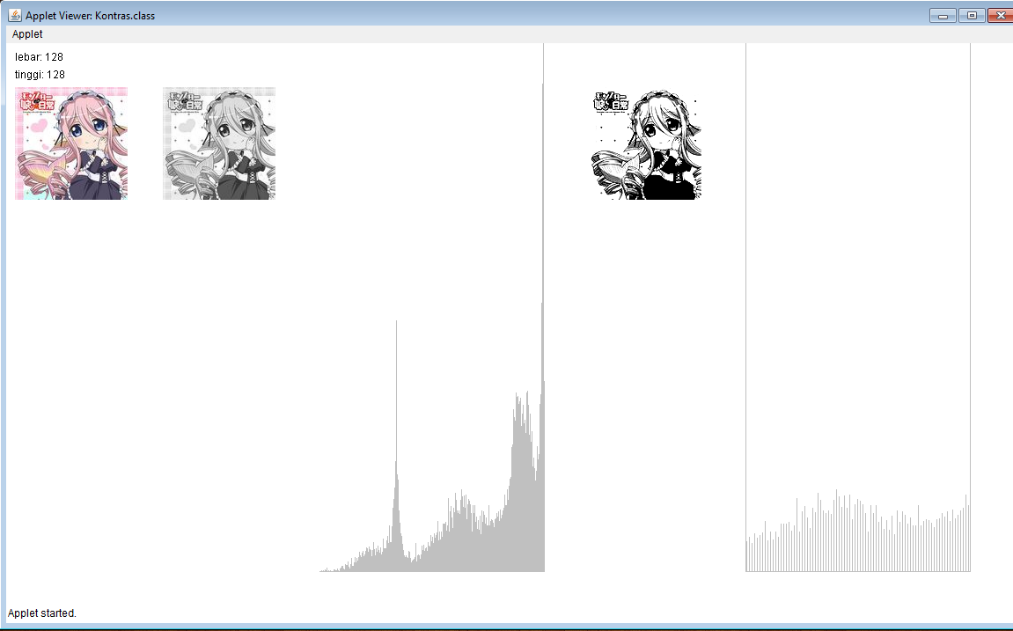 Applet Viewer: Kontras.class
Applet
lebar: 128
tinggi: 128
Applet started.